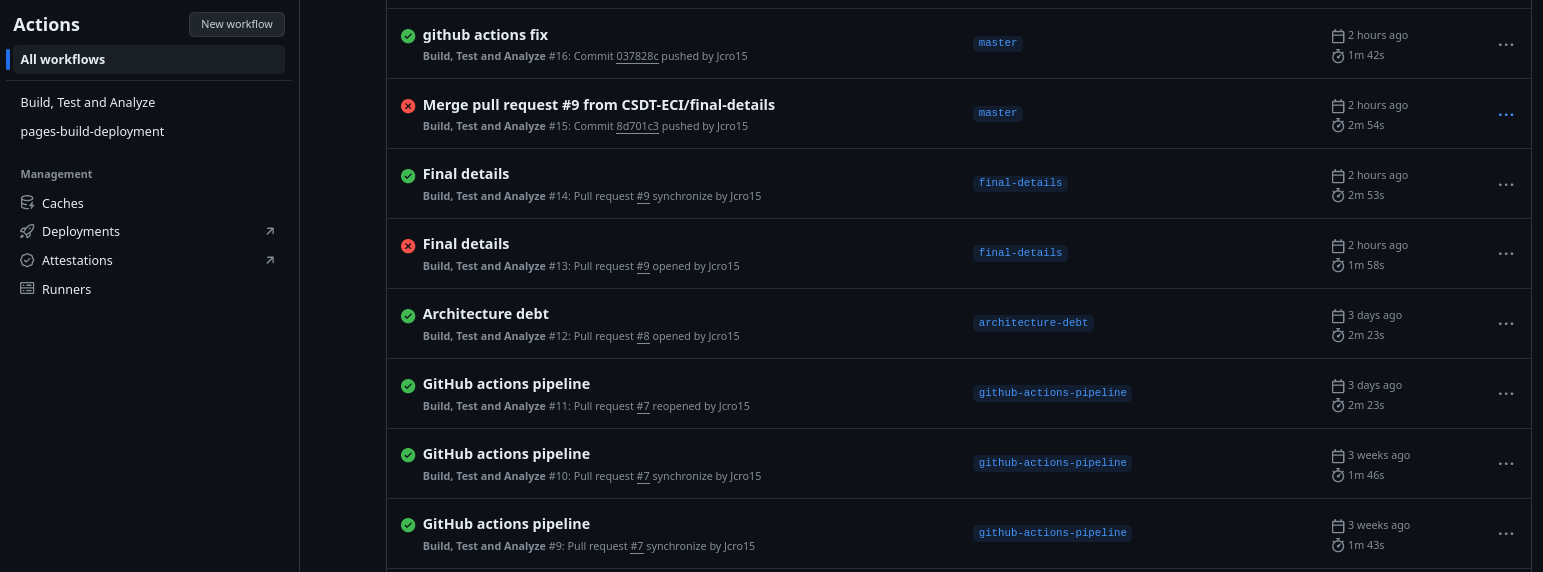 Actions
New workflow
All workflows
Build, Test and Analyze
pages-build-deployment
Management
Caches
Deployments
Attestations
Runners
github actions fix
Build, Test and Analyze #16: Commit 037828c pushed by Jcro15
master
2 hours ago
1m 42s
Merge pull request #9 from CSDT-ECI/final-details
Build, Test and Analyze #15: Commit 8d701c3 pushed by Jcro15
master
2 hours ago
2m 54s
Final details
Build, Test and Analyze #14: Pull request #9 synchronize by Jcro15
final-details
2 hours ago
2m 53s
Final details
Build, Test and Analyze #13: Pull request #9 opened by Jcro15
final-details
2 hours ago
1m 58s
Architecture debt
Build, Test and Analyze #12: Pull request #8 opened by Jcro15
architecture-debt
3 days ago
2m 23s
GitHub actions pipeline
Build, Test and Analyze #11: Pull request #7 reopened by Jcro15
github-actions-pipeline
3 days ago
2m 23s
GitHub actions pipeline
Build, Test and Analyze #10: Pull request #7 synchronize by Jcro15
github-actions-pipeline
3 weeks ago
1m 46s
GitHub actions pipeline
Build, Test and Analyze #9: Pull request #7 synchronize by Jcro15
github-actions-pipeline
3 weeks ago
1m 43s